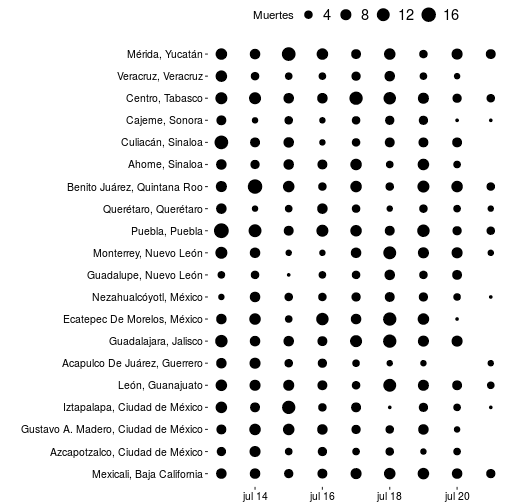 Muertes 4 8 12 16
Mérida, Yucatán
Veracruz, Veracruz
Centro, Tabasco
Cajeme, Sonora
Culiacán, Sinaloa
Ahome, Sinaloa
Benito Juárez, Quintana Roo
Querétaro, Querétaro
Puebla, Puebla
Monterrey, Nuevo León
Guadalupe, Nuevo León
Nezahualcóyotl, México
Ecatepec De Morelos, México
Guadalajara, Jalisco
Acapulco De Juárez, Guerrero
León, Guanajuato
Iztapalapa, Ciudad de México
Gustavo A. Madero, Ciudad de México
Azcapotzalco, Ciudad de México
Mexicali, Baja California
jul 14 jul 16 jul 18 jul 20